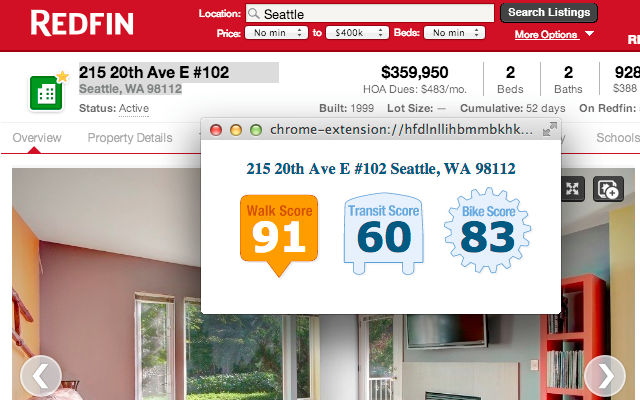 REDFIN
Location: Seattle Search Listings
Price: No min to $400k Beds: No min More Options
215 20th Ave E #102 $359,950 2 2 928
Seattle, WA 98112 HOA Dues: $483/mo. Beds Baths $388
Status: Active Built: 1999 Lot Size: — Cumulative: 52 days On Redfin:
Overview Property Details Schools
chrome-extension://hfdlnllihbmmbkhk...
215 20th Ave E #102 Seattle, WA 98112
Walk Score Transit Score Bike Score
91 60 83